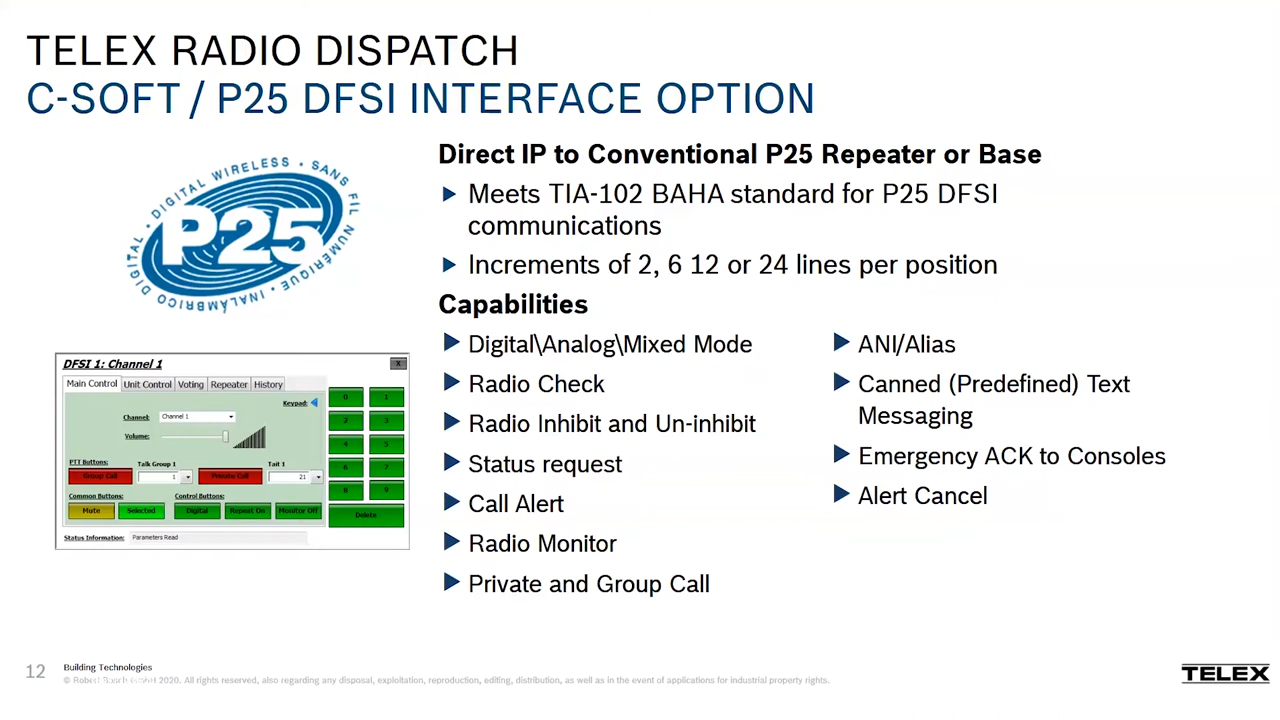 TELEX RADIO DISPATCH
C-SOFT / P25 DFSI INTERFACE OPTION
DIGITAL WIRELESS • SANS FIL NUMÉRIQUE • INALÁMBRICO DIGITAL •
P25
Direct IP to Conventional P25 Repeater or Base
Meets TIA-102 BAHA standard for P25 DFSI
communications
Increments of 2, 6 12 or 24 lines per position
Capabilities
Digital\Analog\Mixed Mode
Radio Check
Radio Inhibit and Un-inhibit
Status request
Call Alert
Radio Monitor
Private and Group Call
ANI/Alias
Canned (Predefined) Text
Messaging
Emergency ACK to Consoles
Alert Cancel
DFSI 1: Channel 1
X
Main Control Unit Control Voting Repeater History
Keypad:
Channel: Channel 1
Volume:
PTT Buttons: Talk Group 1 Tait 1
Group Call 1 Private Call 21
Common Buttons: Control Buttons:
Mute Selected Digital Repeat On Monitor Off
Status Information: Parameters Read
0 1
2 3
4 5
6 7
8 9
Delete
12
Building Technologies
© Robert Bosch GmbH 2020. All rights reserved, also regarding any disposal, exploitation, reproduction, editing, distribution, as well as in the event of applications for industrial property rights.
TELEX